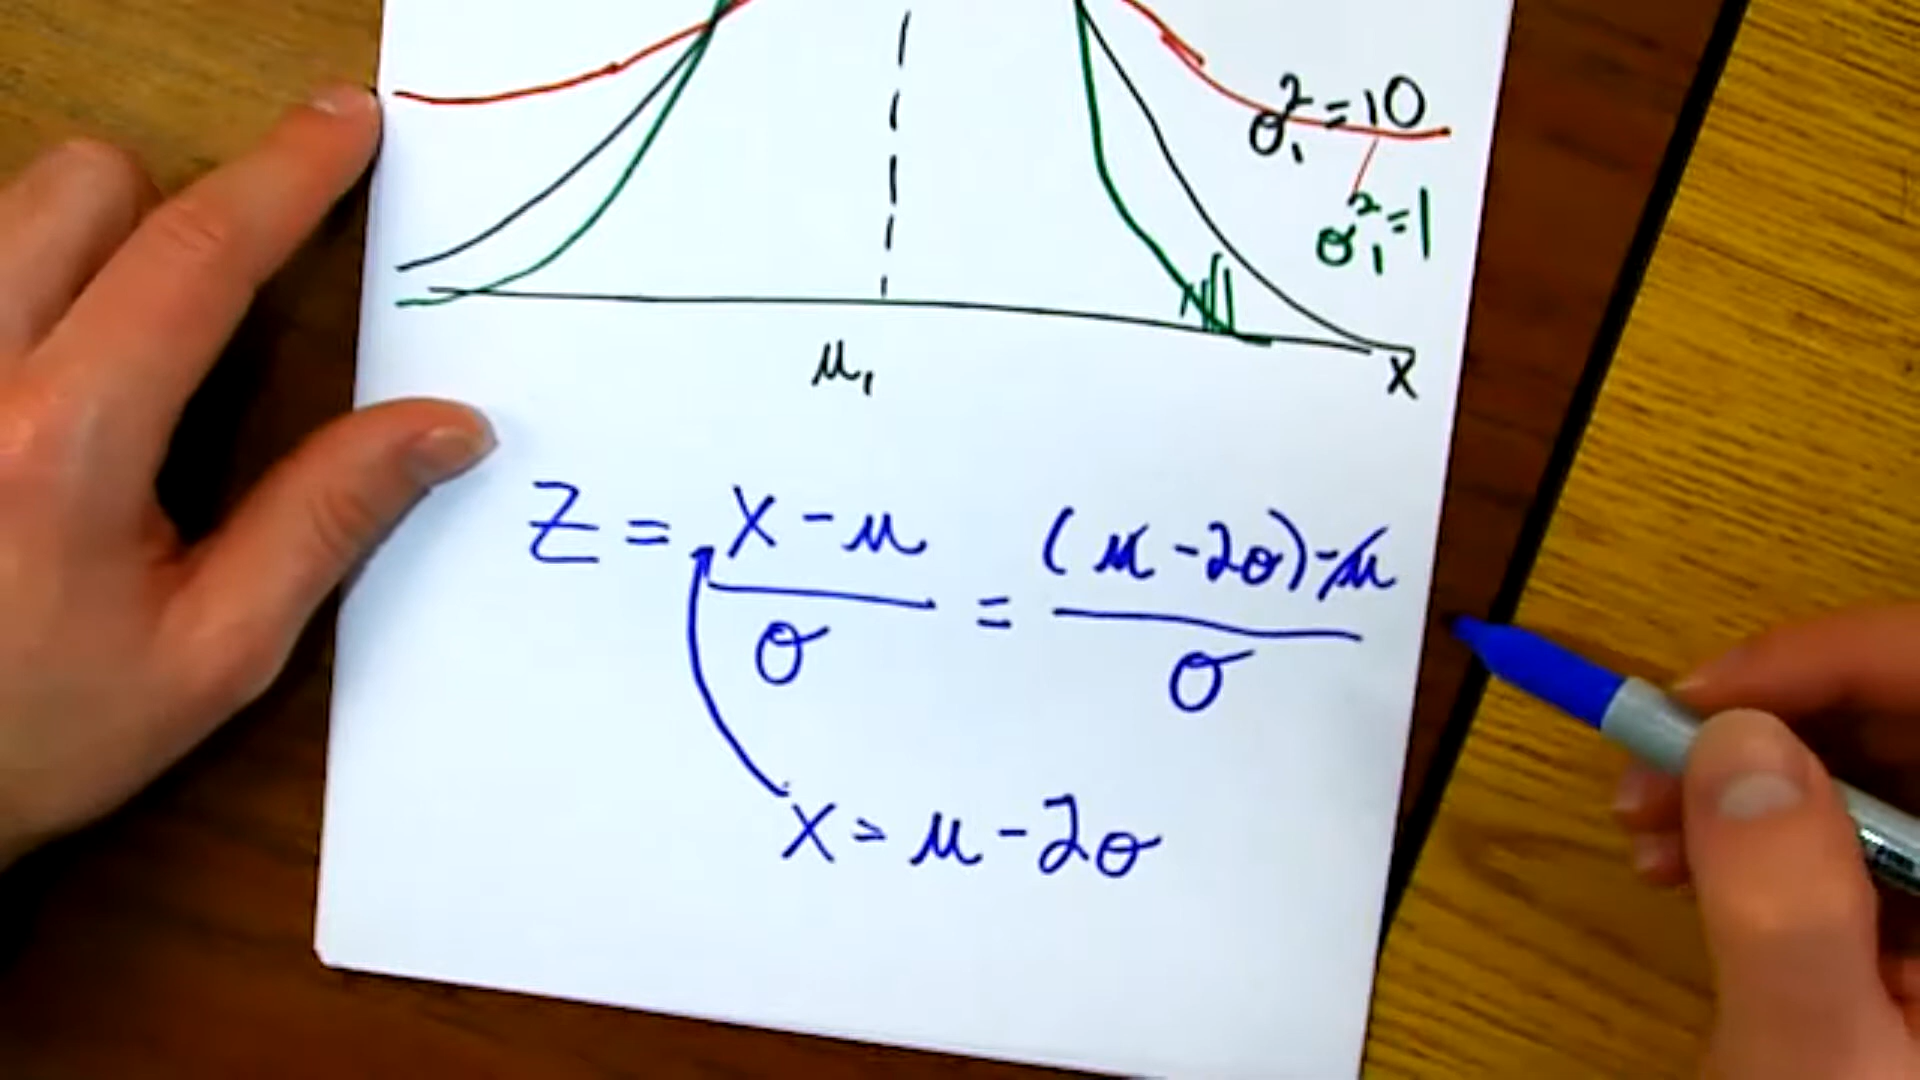 σ₁² = 10
σ₁² = 1
μ₁
x
Z = (x - μ)/σ = ((μ - 2σ) - μ)/σ
x = μ - 2σ